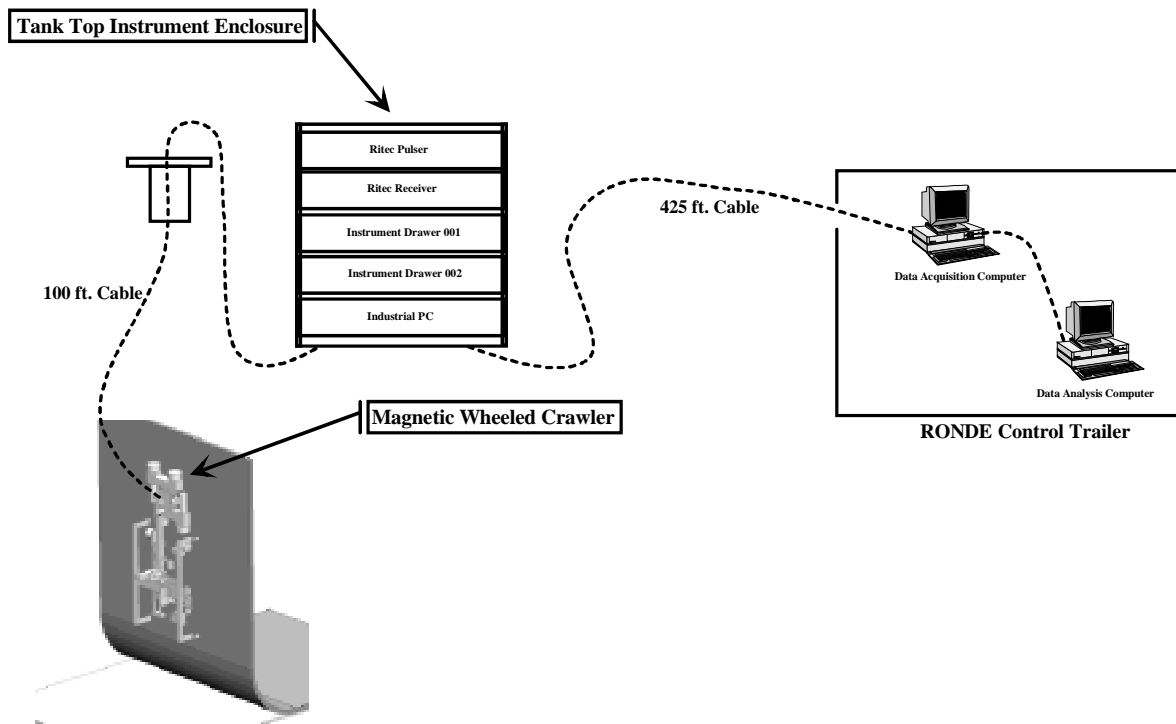 Tank Top Instrument Enclosure
Ritec Pulser
Ritec Receiver
Instrument Drawer 001
Instrument Drawer 002
Industrial PC
425 ft. Cable
100 ft. Cable
Data Acquisition Computer
Data Analysis Computer
RONDE Control Trailer
Magnetic Wheeled Crawler